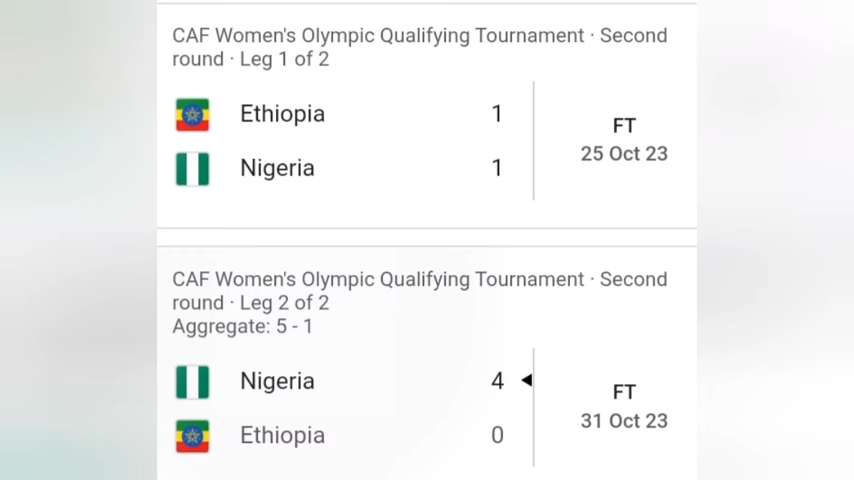 CAF Women's Olympic Qualifying Tournament · Second
round · Leg 1 of 2
Ethiopia 1
Nigeria 1
FT
25 Oct 23
CAF Women's Olympic Qualifying Tournament · Second
round · Leg 2 of 2
Aggregate: 5 - 1
Nigeria 4
Ethiopia 0
FT
31 Oct 23